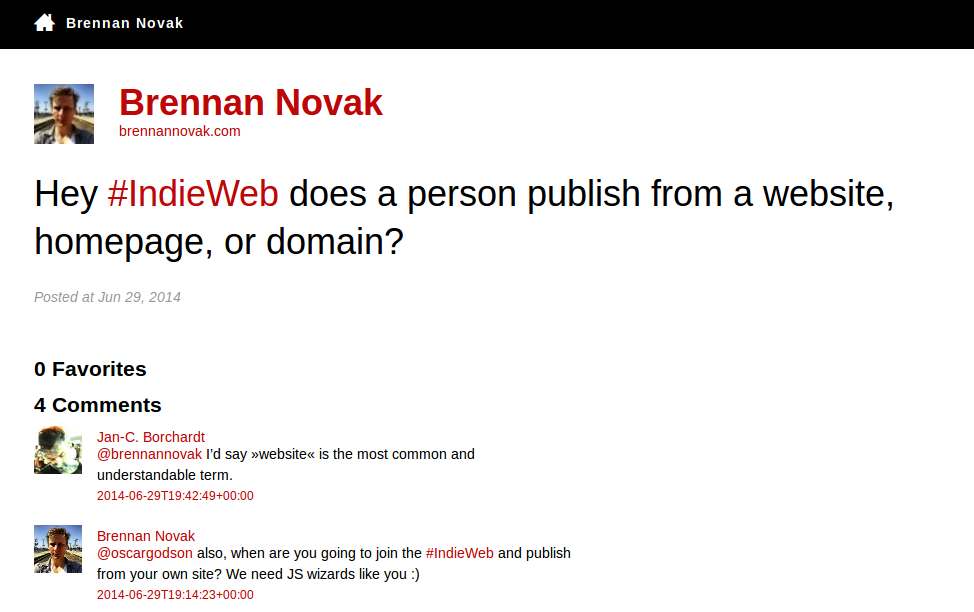 Brennan Novak
Brennan Novak
brennannovak.com
Hey #IndieWeb does a person publish from a website,
homepage, or domain?
Posted at Jun 29, 2014
0 Favorites
4 Comments
Jan-C. Borchardt
@brennannovak I’d say »website« is the most common and
understandable term.
2014-06-29T19:42:49+00:00
Brennan Novak
@oscargodson also, when are you going to join the #IndieWeb and publish
from your own site? We need JS wizards like you :)
2014-06-29T19:14:23+00:00